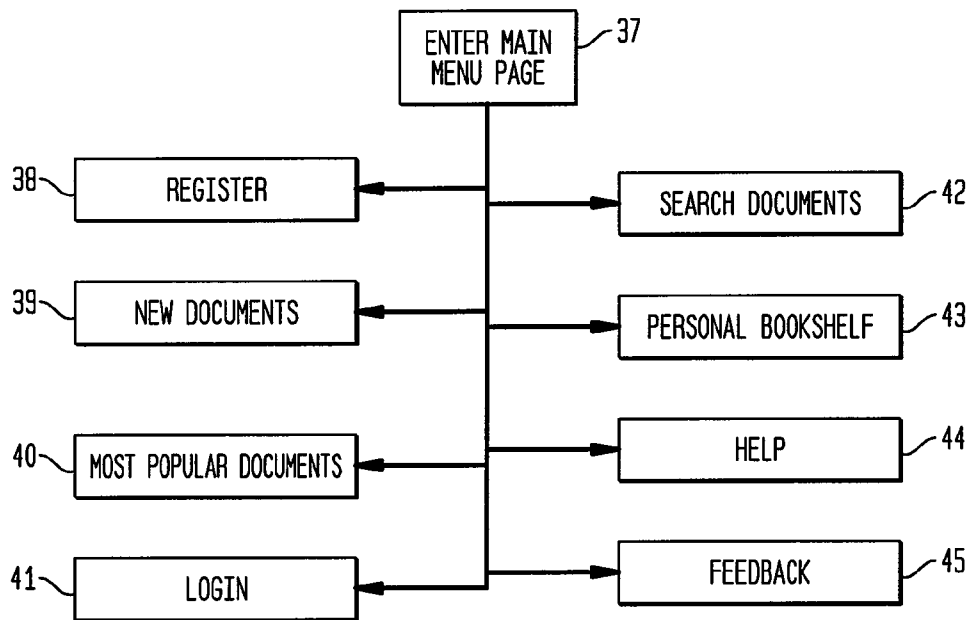 ENTER MAIN
MENU PAGE
37
38
REGISTER
39
NEW DOCUMENTS
40
MOST POPULAR DOCUMENTS
41
LOGIN
SEARCH DOCUMENTS
42
PERSONAL BOOKSHELF
43
HELP
44
FEEDBACK
45